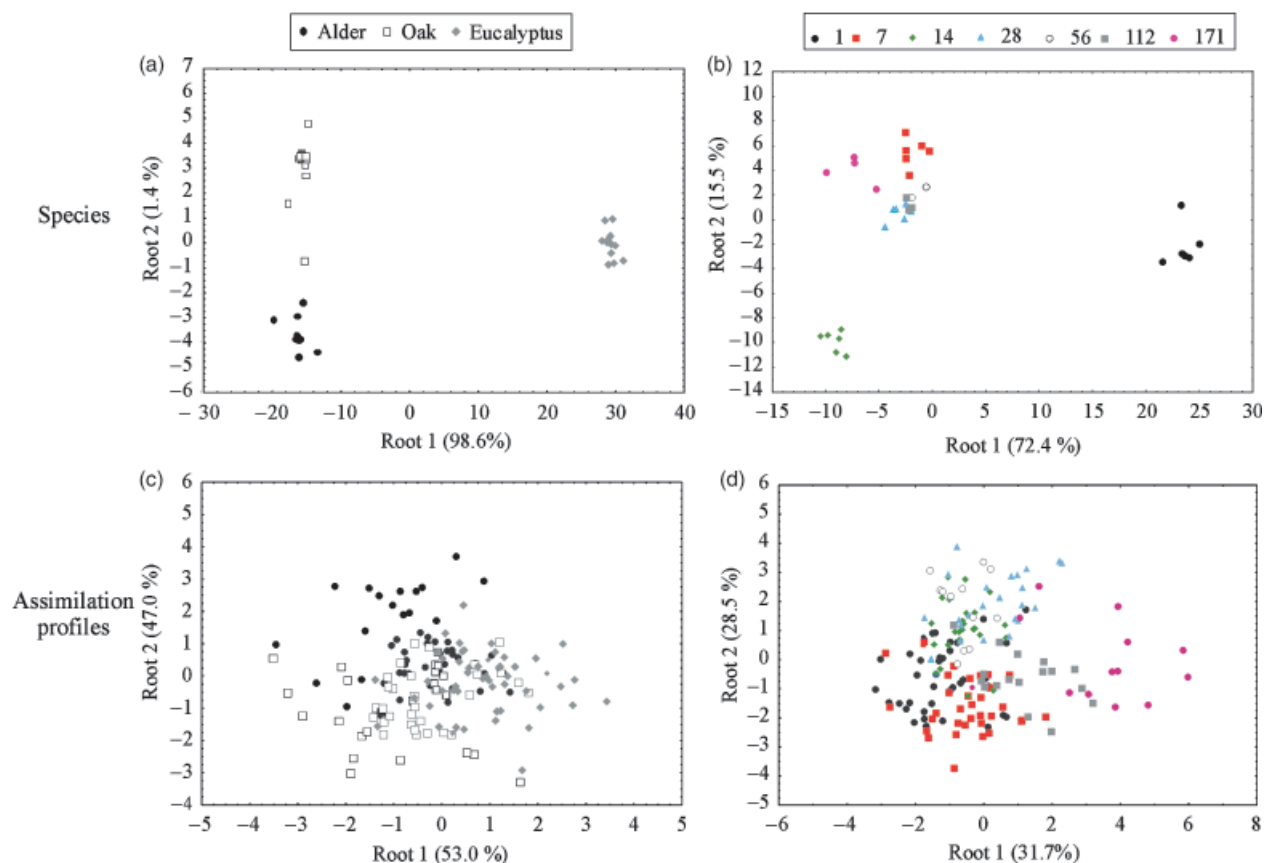 Alder Oak Eucalyptus
1 7 14 28 56 112 171
Species
(a)
7
6
5
4
3
2
1
0
−1
−2
−3
−4
−5
−6
Root 2 (1.4 %)
−30 −20 −10 0 10 20 30 40
Root 1 (98.6%)
(b)
12
10
8
6
4
2
0
−2
−4
−6
−8
−10
−12
−14
Root 2 (15.5 %)
−15 −10 −5 0 5 10 15 20 25 30
Root 1 (72.4 %)
Assimilation
profiles
(c)
6
5
4
3
2
1
0
−1
−2
−3
−4
Root 2 (47.0 %)
−5 −4 −3 −2 −1 0 1 2 3 4 5
Root 1 (53.0 %)
(d)
6
5
4
3
2
1
0
−1
−2
−3
−4
−5
Root 2 (28.5 %)
−6 −4 −2 0 2 4 6 8
Root 1 (31.7%)